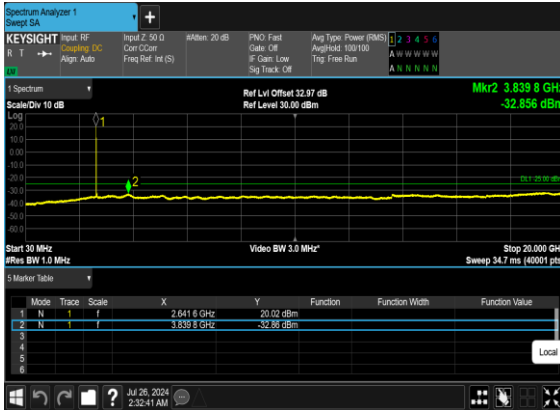 Spectrum Analyzer 1
Swept SA
+
KEYSIGHT
R T
LXI
Input: RF
Coupling: DC
Align: Auto
Input Z: 50 Ω
Corr CCorr
Freq Ref: Int (S)
#Atten: 20 dB
PNO: Fast
Gate: Off
IF Gain: Low
Sig Track: Off
Avg Type: Power (RMS)
Avg|Hold: 100/100
Trig: Free Run
1 2 3 4 5 6
A W W W W W
A N N N N N
1 Spectrum
Scale/Div 10 dB
Ref Lvl Offset 32.97 dB
Ref Level 30.00 dBm
Mkr2 3.839 8 GHz
-32.856 dBm
Log
20.0
10.0
0.00
-10.0
-20.0
-30.0
-40.0
-50.0
-60.0
1
2
DL1 -25.00 dBm
Start 30 MHz
#Res BW 1.0 MHz
Video BW 3.0 MHz*
Stop 20.000 GH
Sweep 34.7 ms (40001 pts
5 Marker Table
Mode Trace Scale X Y Function Function Width Function Value
1 N 1 f 2.641 6 GHz 20.02 dBm
2 N 1 f 3.839 8 GHz -32.86 dBm
3
4
5
6
Local
?
Jul 26, 2024
2:32:41 AM